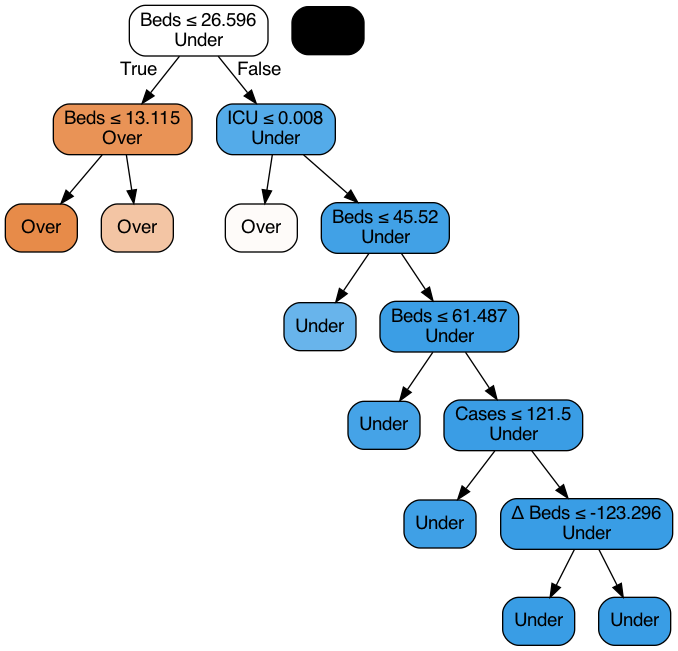 Beds ≤ 26.596
Under
True
False
Beds ≤ 13.115
Over
ICU ≤ 0.008
Under
Over
Over
Over
Beds ≤ 45.52
Under
Under
Beds ≤ 61.487
Under
Under
Cases ≤ 121.5
Under
Under
Δ Beds ≤ -123.296
Under
Under
Under